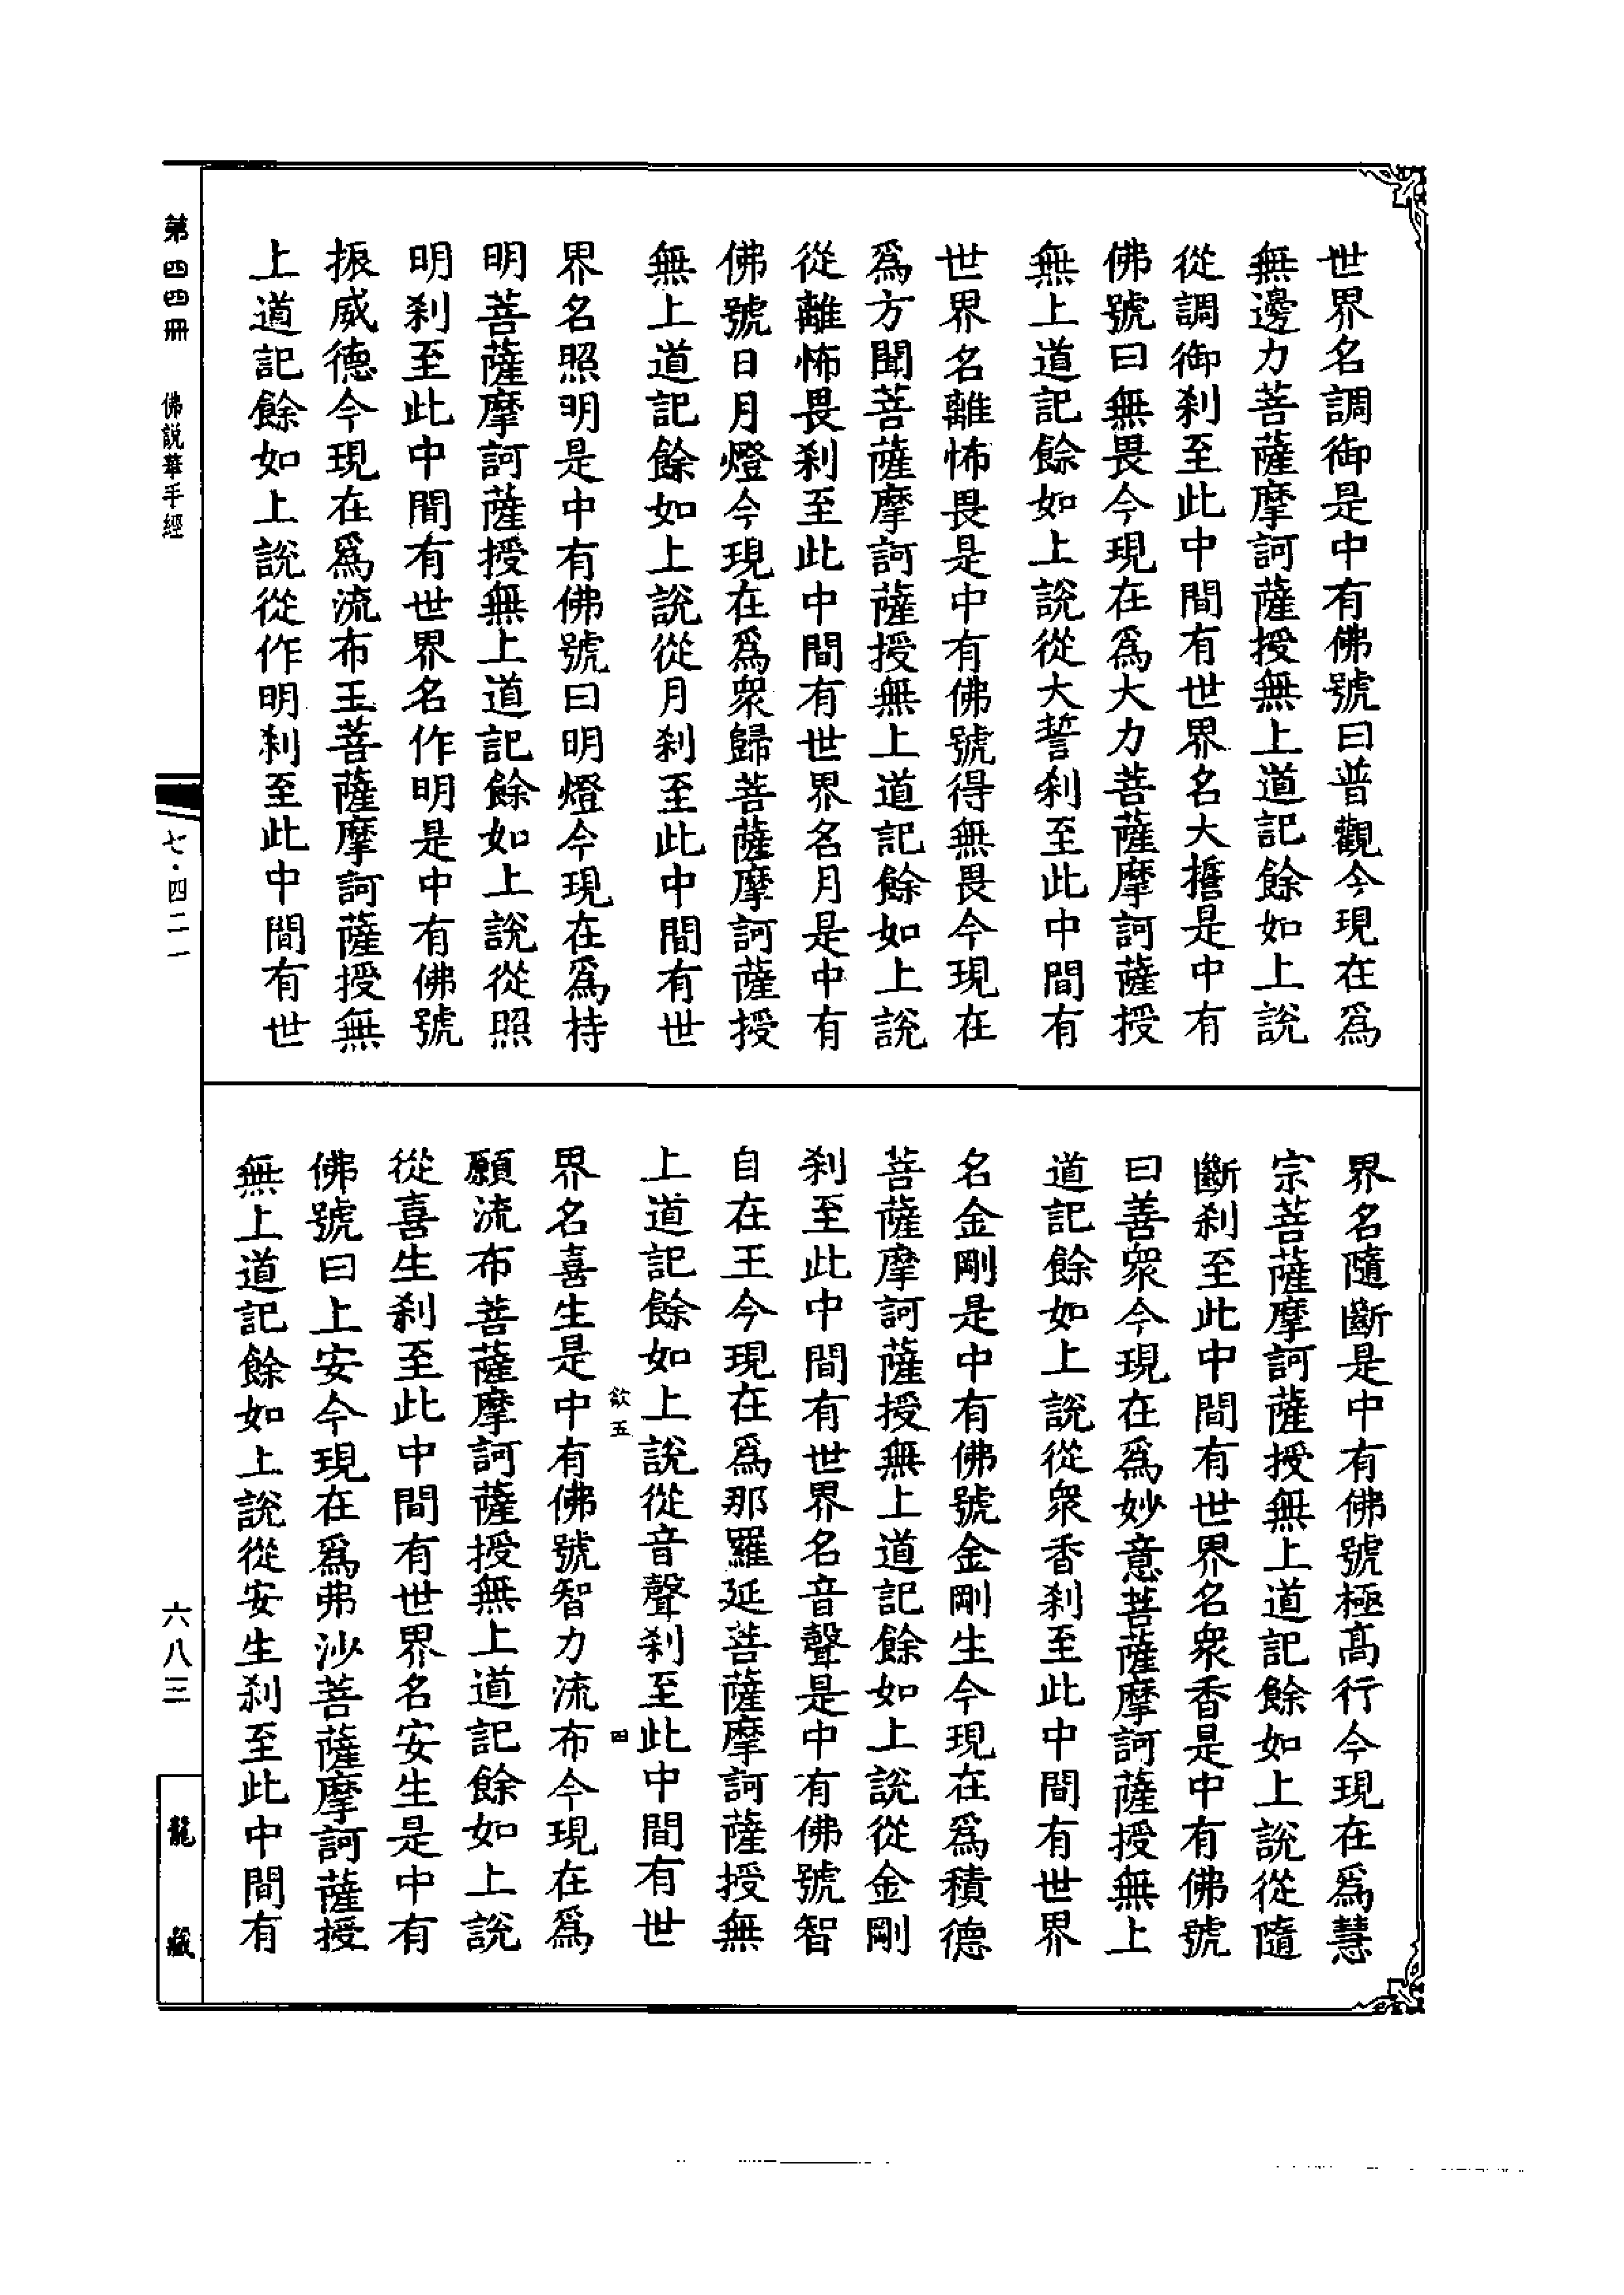 世界名調御是中有佛號曰普觀今現在爲
無邊力菩薩摩訶薩授無上道記餘如上說
從調御刹至此中間有世界名大擔是中有
佛號曰無畏今現在爲大力菩薩摩訶薩授
無上道記餘如上說從大誓刹至此中間有
世界名離怖畏是中有佛號得無畏今現在
爲方聞菩薩摩訶薩授無上道記餘如上說
從離怖畏刹至此中間有世界名月是中有
佛號日月燈今現在爲衆歸菩薩摩訶薩授
無上道記餘如上說從月刹至此中間有世
界名照明是中有佛號曰明燈今現在爲持
明菩薩摩訶薩授無上道記餘如上說從照
明刹至此中間有世界名作明是中有佛號
振威德今現在爲流布王菩薩摩訶薩授無
上道記餘如上說從作明刹至此中間有世
界名隨斷是中有佛號極高行今現在爲慧
宗菩薩摩訶薩授無上道記餘如上說從隨
斷刹至此中間有世界名衆香是中有佛號
曰善衆今現在爲妙意菩薩摩訶薩授無上
道記餘如上說從衆香刹至此中間有世界
名金剛是中有佛號金剛生今現在爲積德
菩薩摩訶薩授無上道記餘如上說從金剛
刹至此中間有世界名音聲是中有佛號智
自在王今現在爲那羅延菩薩摩訶薩授無
上道記餘如上說從音聲刹至此中間有世
欽五 四
界名喜生是中有佛號智力流布今現在爲
願流布菩薩摩訶薩授無上道記餘如上說
從喜生刹至此中間有世界名安生是中有
佛號曰上安今現在爲弗沙菩薩摩訶薩授
無上道記餘如上說從安生刹至此中間有
第四四冊 佛說華手經
七·四二一
六八三
龍藏